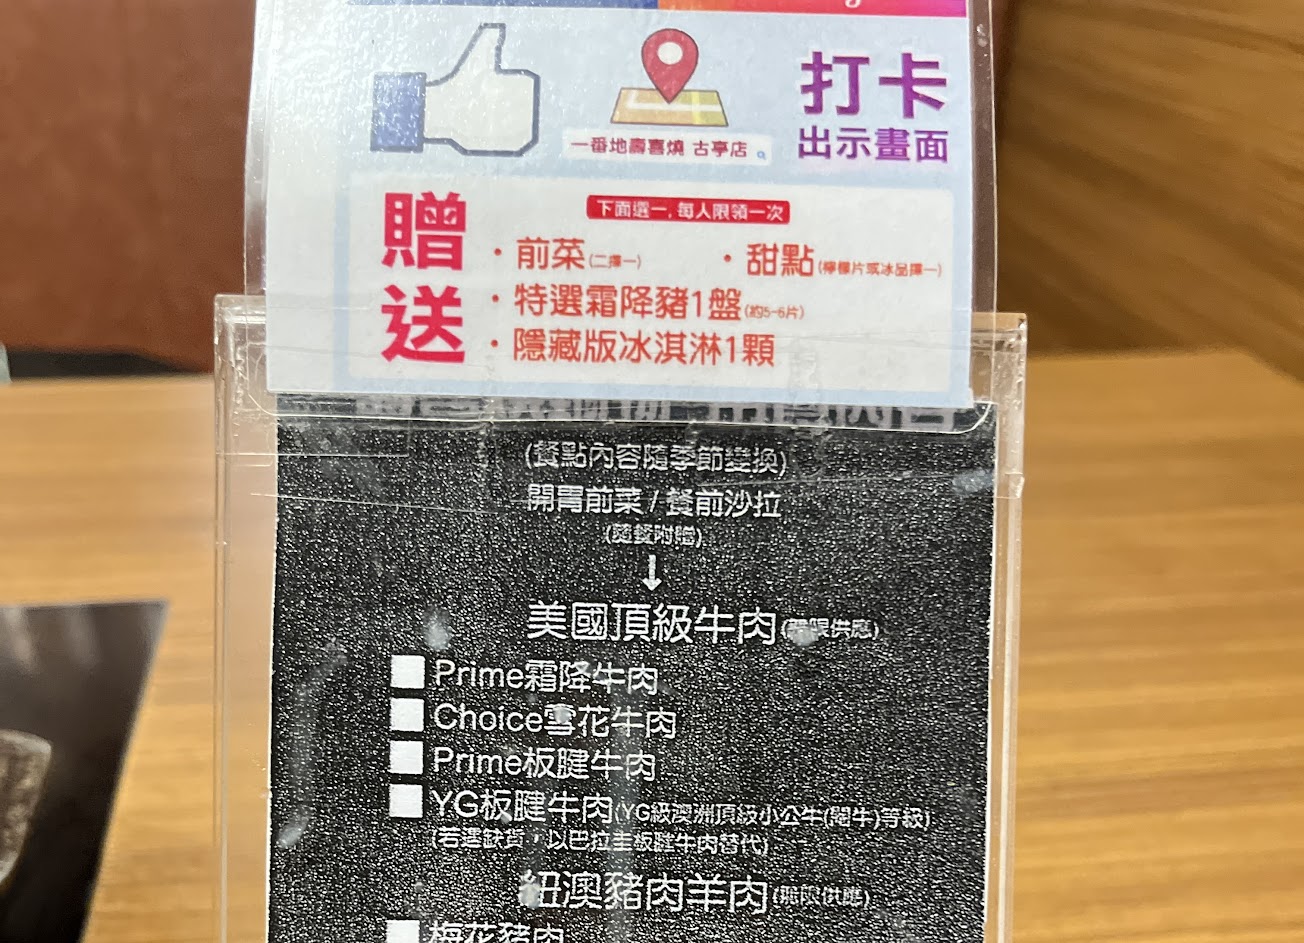 打卡
出示畫面
一番地壽喜燒 古亭店
贈送
下面選一，每人限領一次
・前菜(二擇一)
・甜點(檸檬片或冰品擇一)
・特選霜降豬1盤(約5-6片)
・隱藏版冰淇淋1顆
(餐點內容隨季節變換)
開胃前菜 / 餐前沙拉
(隨餐附贈)
↓
美國頂級牛肉(無限供應)
Prime霜降牛肉
Choice雪花牛肉
Prime板腱牛肉
YG板腱牛肉(YG級澳洲頂級小公牛(閹牛)等級)
(若遇缺貨，以巴拉圭板腱牛肉替代)
紐澳豬肉羊肉(無限供應)
梅花豬肉